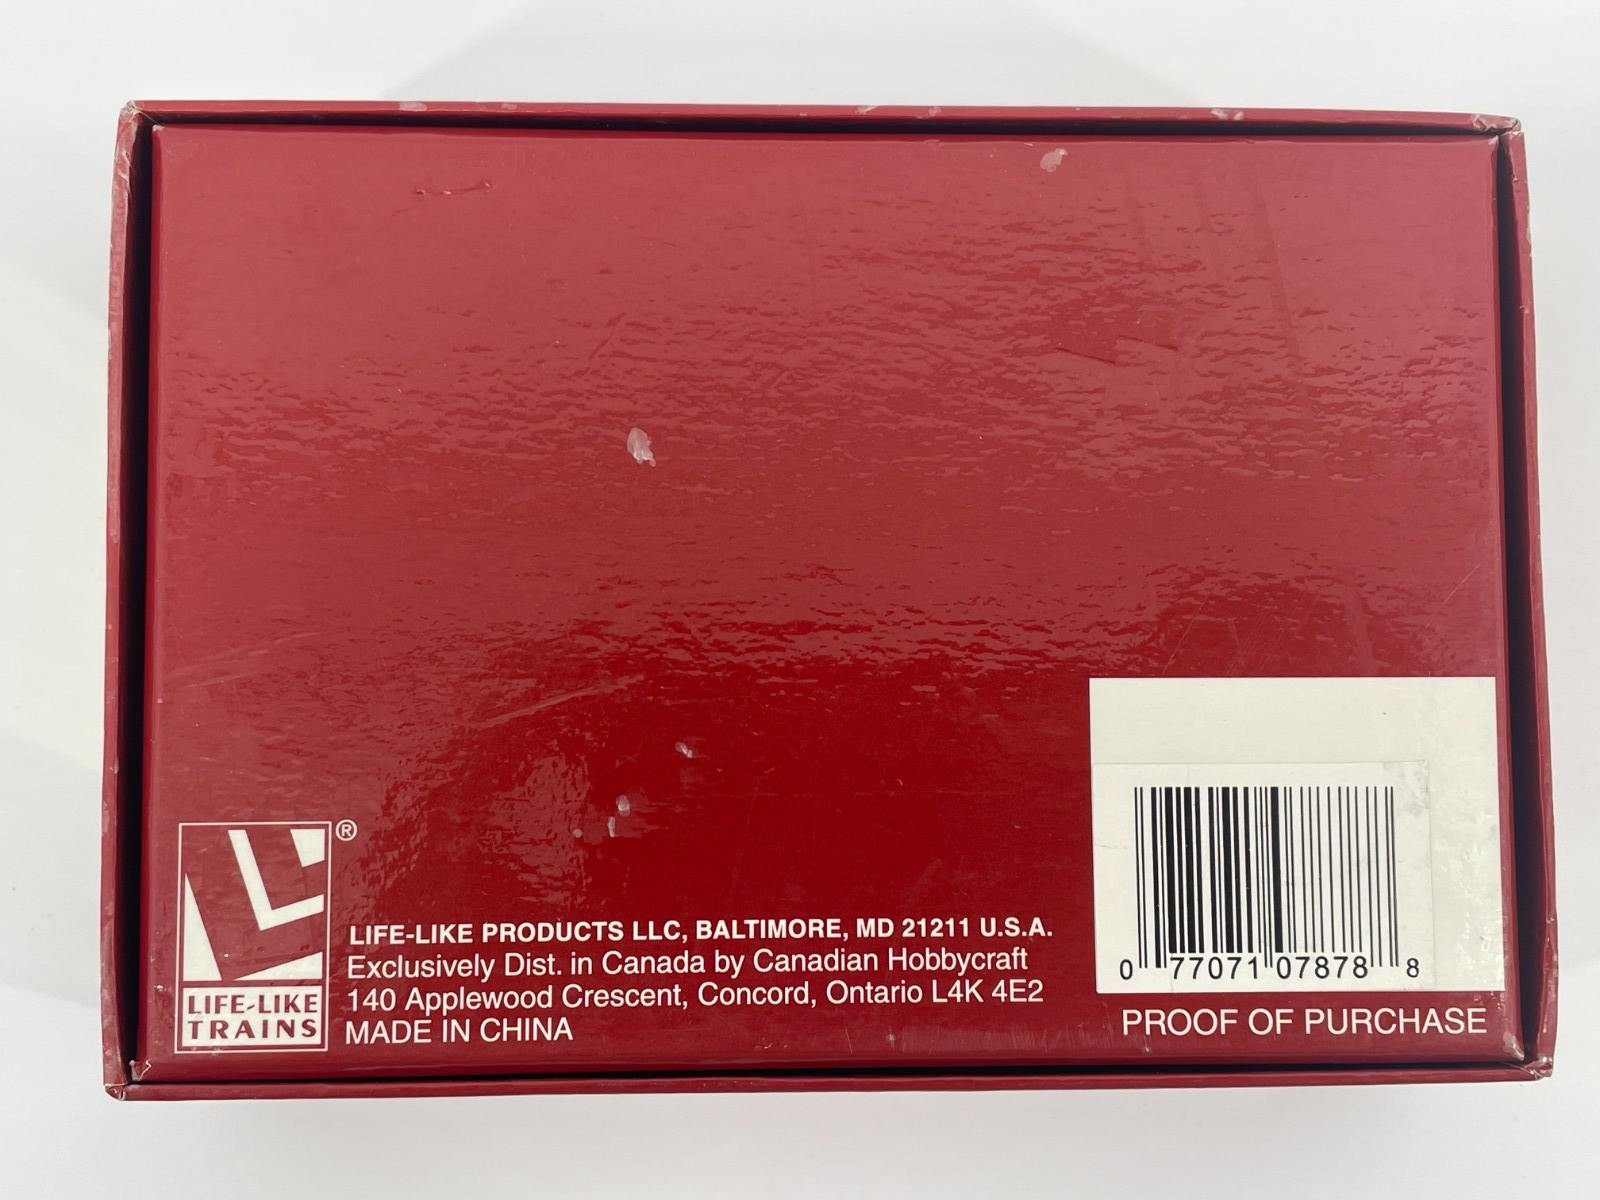 ®
LIFE-LIKE
TRAINS
LIFE-LIKE PRODUCTS LLC, BALTIMORE, MD 21211 U.S.A.
Exclusively Dist. in Canada by Canadian Hobbycraft
140 Applewood Crescent, Concord, Ontario L4K 4E2
MADE IN CHINA
0 77071 07878 8
PROOF OF PURCHASE